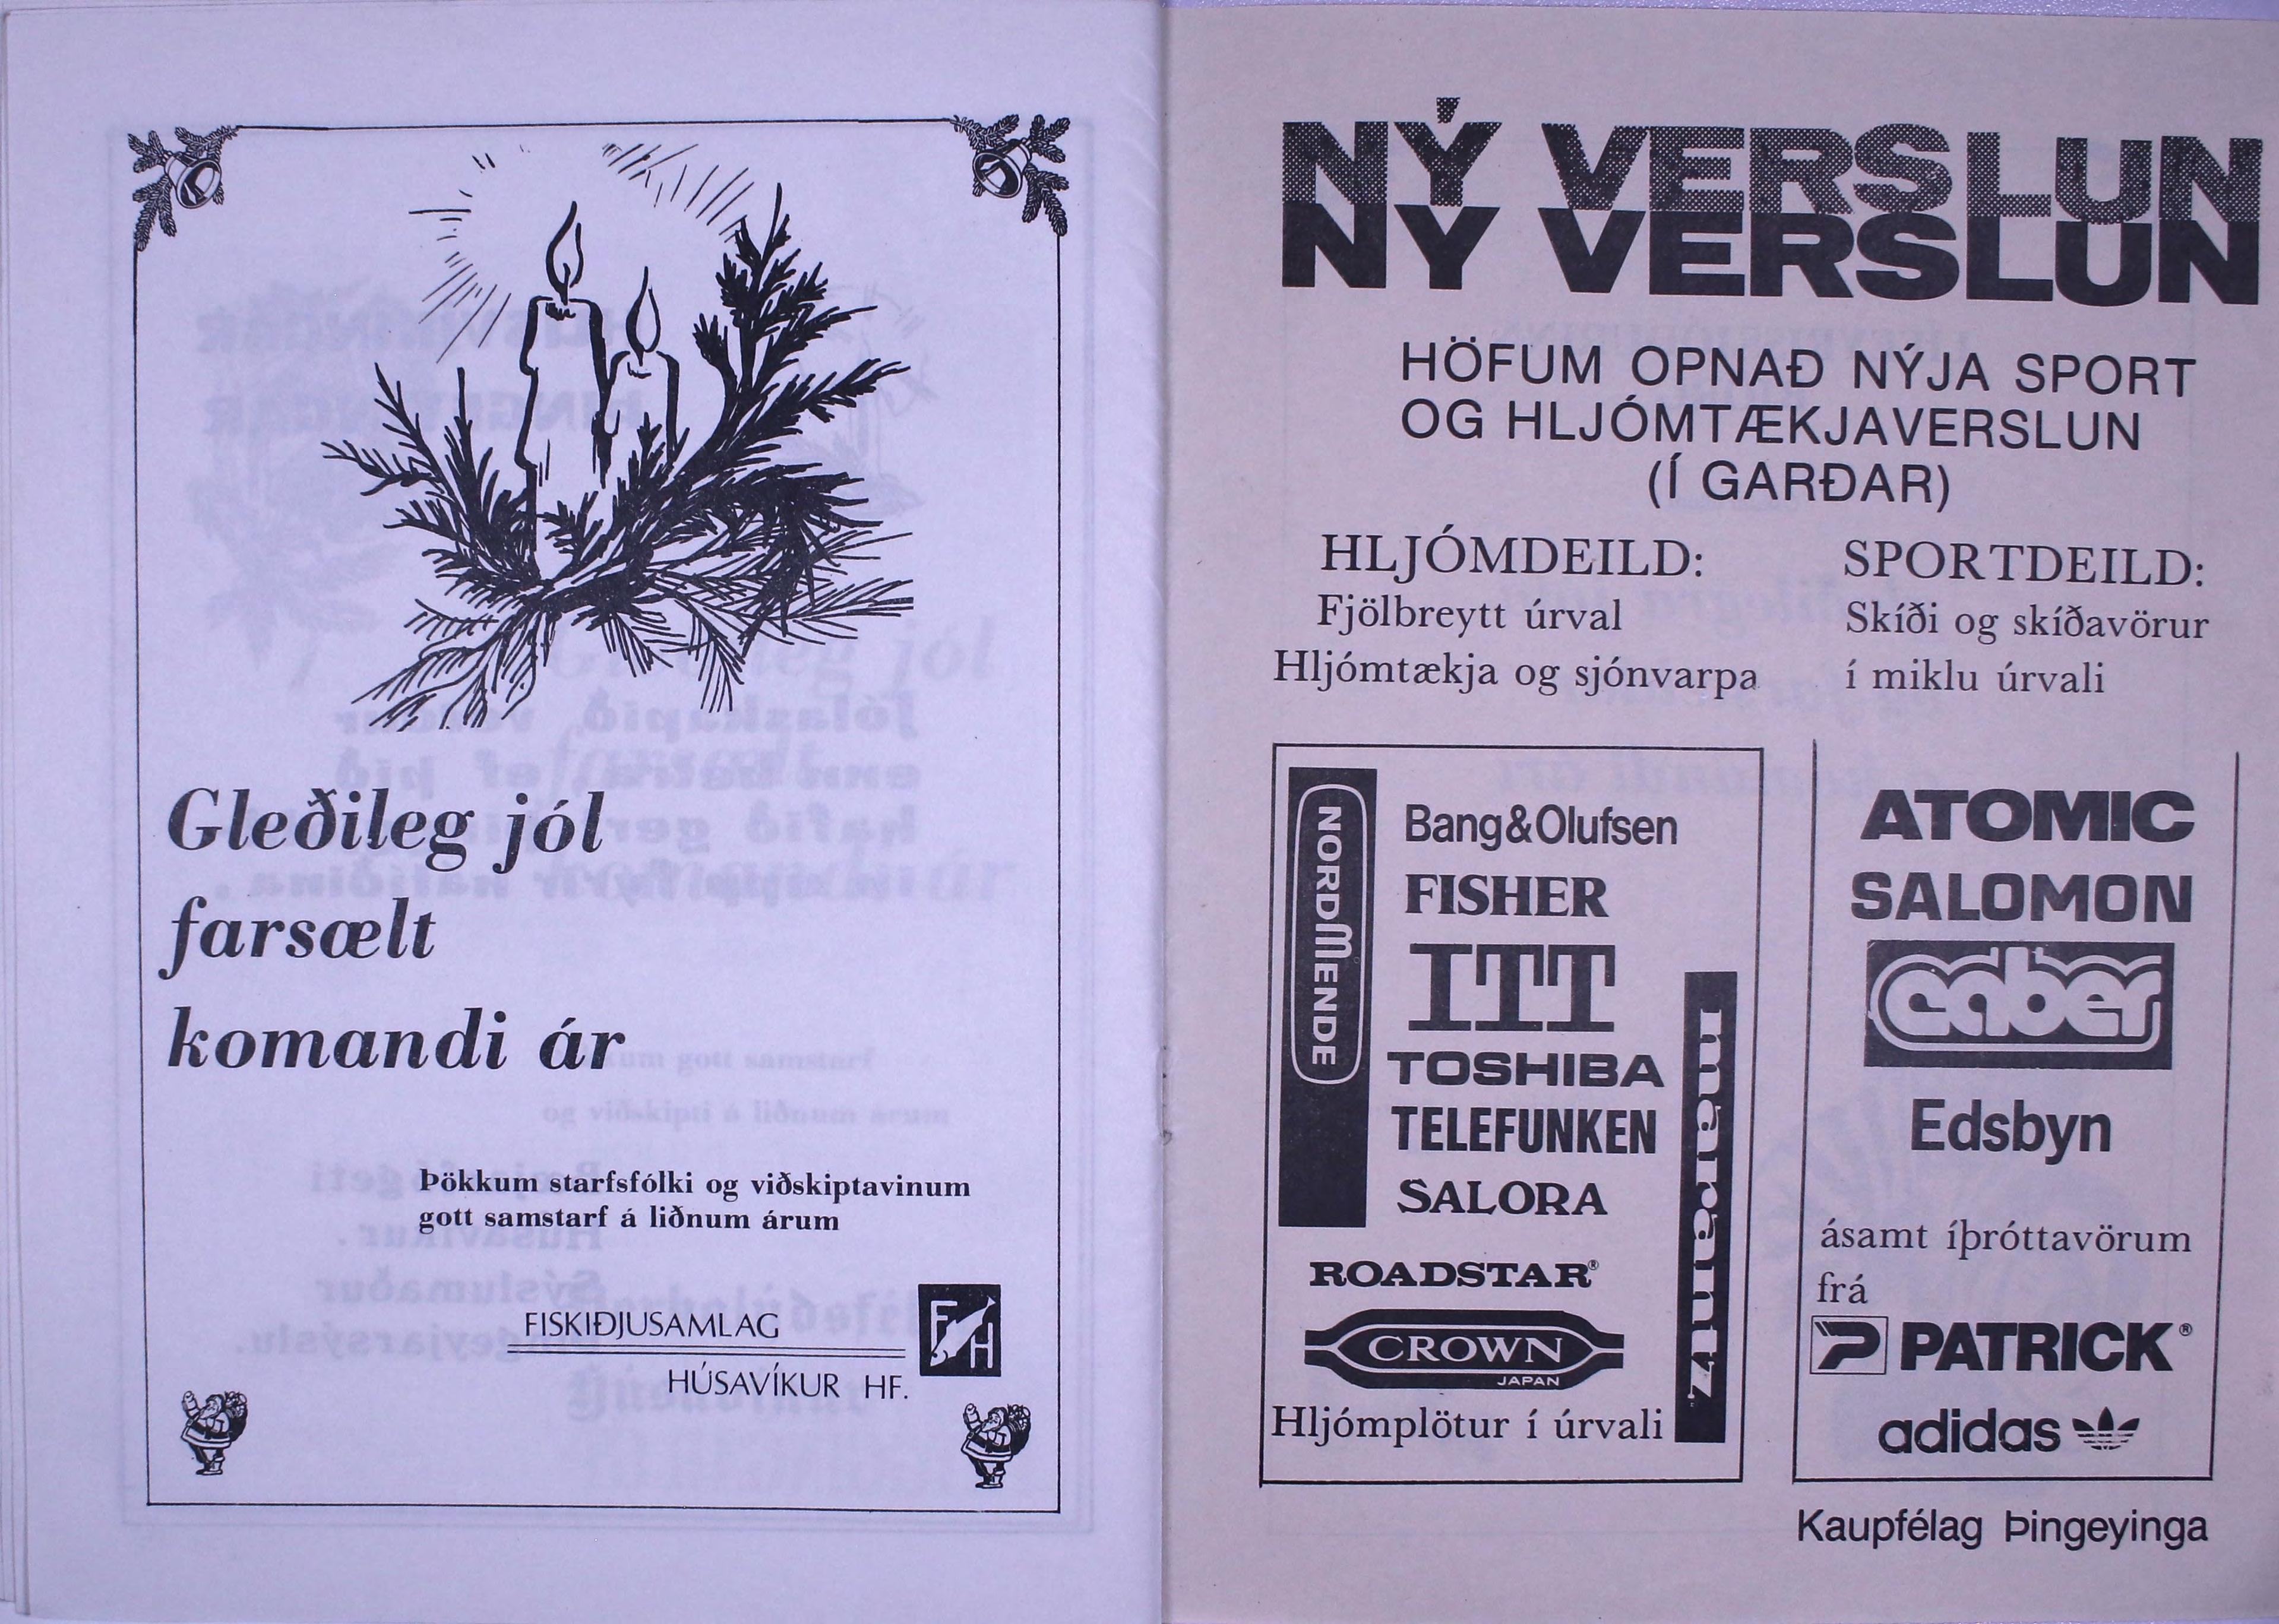 Gleðileg jól
farsælt
komandi ár
Þökkum starfsfólki og viðskiptavinum
gott samstarf á liðnum árum
FISKIÐJUSAMLAG
HÚSAVÍKUR HF.
FH
NÝ VERSLUN
NY VERSLUN
HÖFUM OPNAÐ NÝJA SPORT
OG HLJÓMTÆKJAVERSLUN
(Í GARÐAR)
HLJÓMDEILD:
Fjölbreytt úrval
Hljómtækja og sjónvarpa
NORDMENDE
Bang&Olufsen
FISHER
ITT
TOSHIBA
TELEFUNKEN
SALORA
marantz
ROADSTAR®
CROWN
JAPAN
Hljómplötur í úrvali
SPORTDEILD:
Skíði og skíðavörur
í miklu úrvali
ATOMIC
SALOMON
caber
Edsbyn
ásamt íþróttavörum
frá
P PATRICK®
adidas
Kaupfélag Þingeyinga